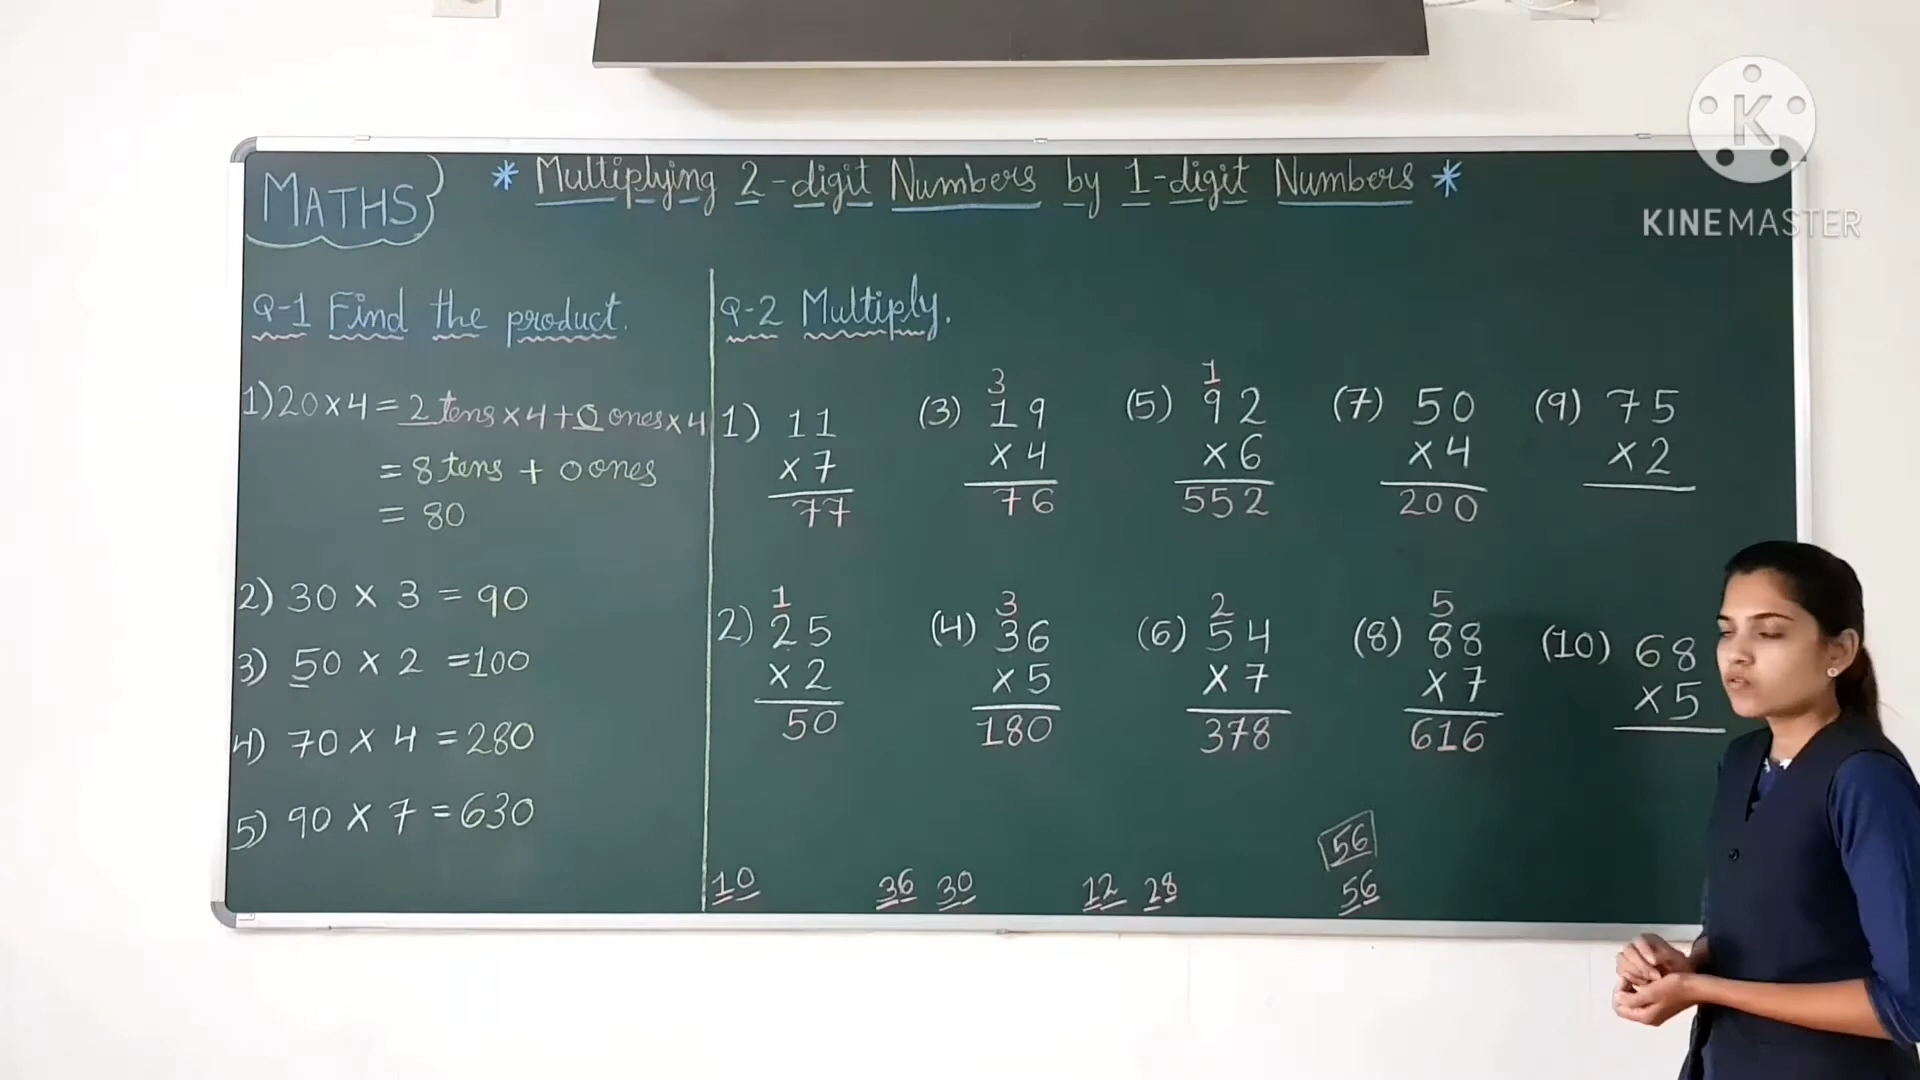 MATHS
* Multiplying 2-digit Numbers by 1-digit Numbers *
K
KINEMASTER
Q-1 Find the product.
1) 20 x 4 = 2 tens x 4 + 0 ones x 4
= 8 tens + 0 ones
= 80
2) 30 x 3 = 90
3) 50 x 2 = 100
4) 70 x 4 = 280
5) 90 x 7 = 630
Q-2 Multiply.
1) 11
x 7
77
2) 1
25
x 2
50
(3) 3
19
x 4
76
(4) 3
36
x 5
180
(5) 1
92
x 6
552
(6) 2
54
x 7
378
(7) 50
x 4
200
(8) 5
88
x 7
616
(9) 75
x 2
(10) 68
x 5
56
10 36 30 12 28 56